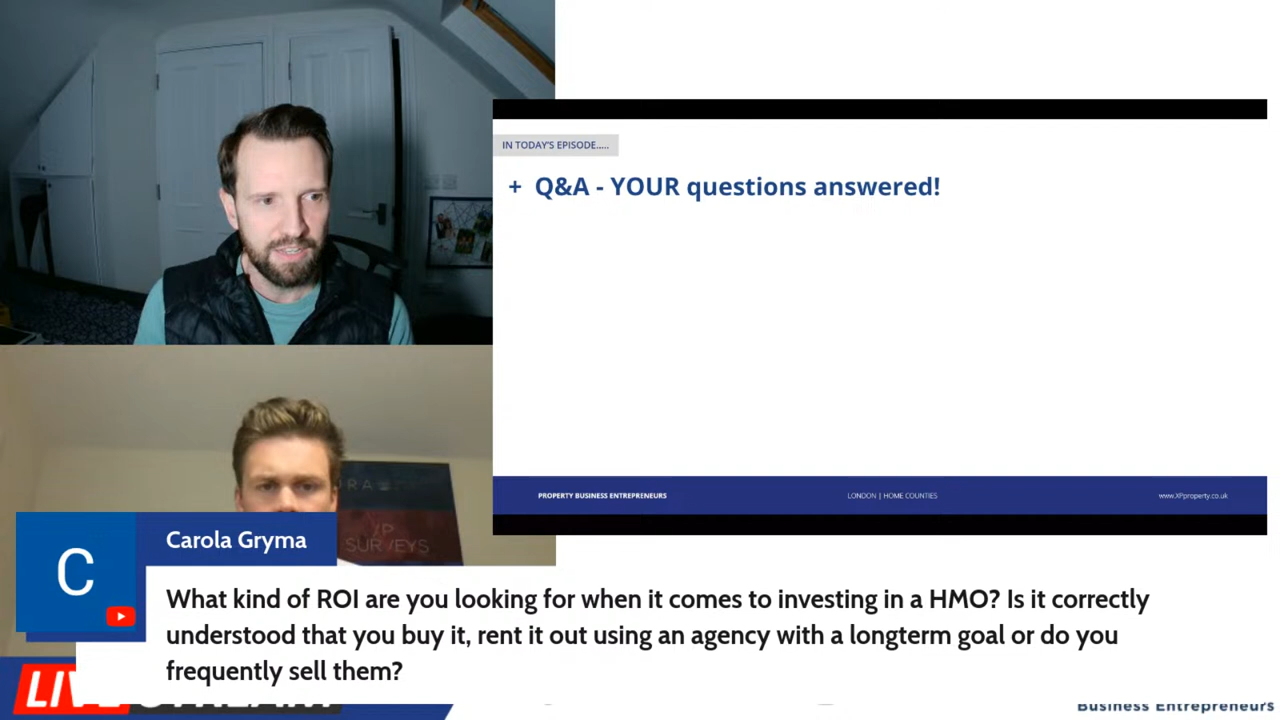 IN TODAY'S EPISODE.....
+ Q&A - YOUR questions answered!
PROPERTY BUSINESS ENTREPRENEURS
LONDON | HOME COUNTIES
www.XPproperty.co.uk
SURVEYS
C
Carola Gryma
What kind of ROI are you looking for when it comes to investing in a HMO? Is it correctly
understood that you buy it, rent it out using an agency with a longterm goal or do you
frequently sell them?
LIVE STREAM
Business Entrepreneurs